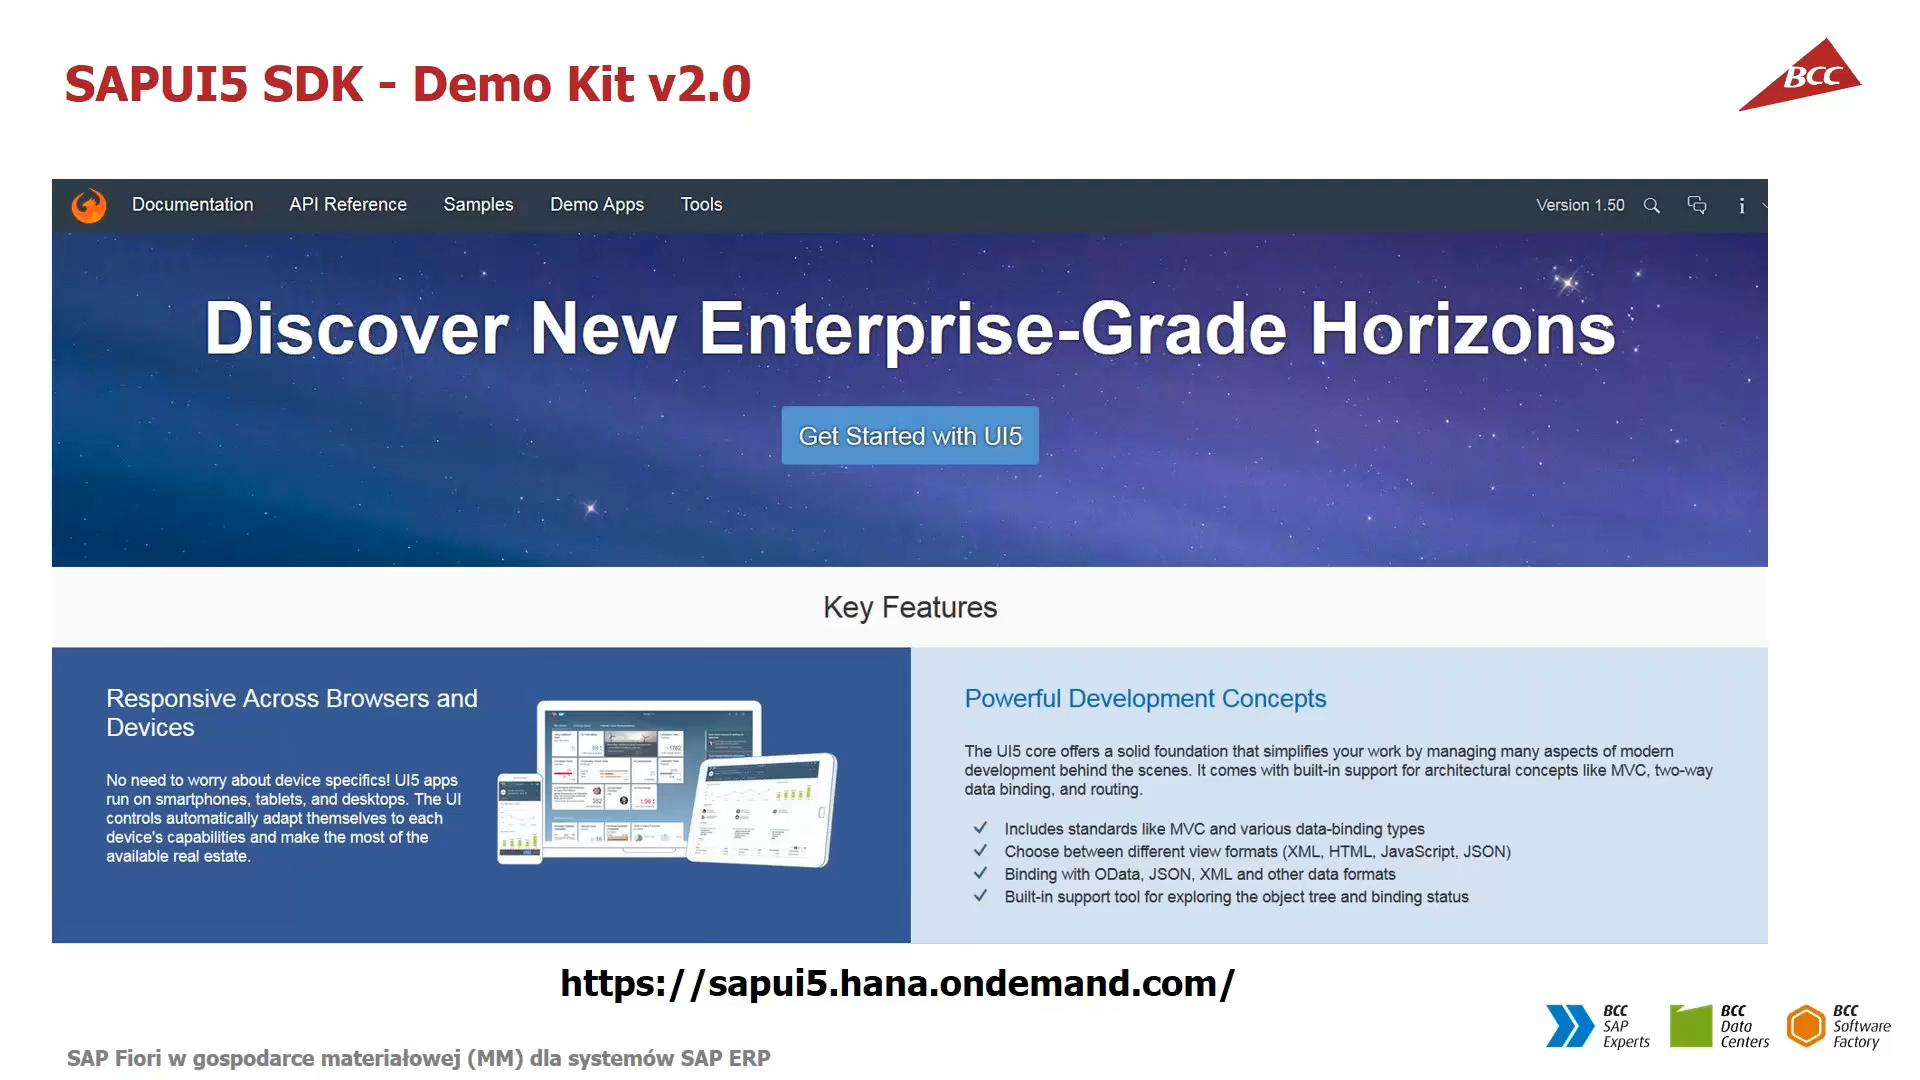 SAPUI5 SDK - Demo Kit v2.0
BCC
Documentation API Reference Samples Demo Apps Tools Version 1.50
Discover New Enterprise-Grade Horizons
Get Started with UI5
Key Features
Responsive Across Browsers and
Devices
No need to worry about device specifics! UI5 apps
run on smartphones, tablets, and desktops. The UI
controls automatically adapt themselves to each
device's capabilities and make the most of the
available real estate.
Powerful Development Concepts
The UI5 core offers a solid foundation that simplifies your work by managing many aspects of modern
development behind the scenes. It comes with built-in support for architectural concepts like MVC, two-way
data binding, and routing.
Includes standards like MVC and various data-binding types
Choose between different view formats (XML, HTML, JavaScript, JSON)
Binding with OData, JSON, XML and other data formats
Built-in support tool for exploring the object tree and binding status
https://sapui5.hana.ondemand.com/
BCC
SAP
Experts
BCC
Data
Centers
BCC
Software
Factory
SAP Fiori w gospodarce materiałowej (MM) dla systemów SAP ERP